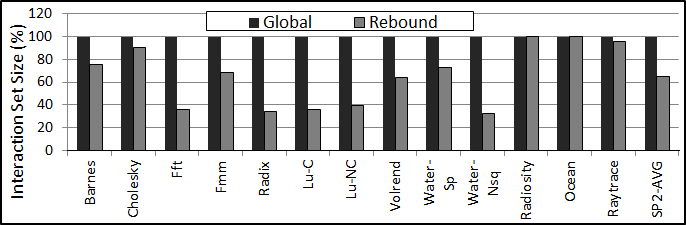 Global
Rebound
Interaction Set Size (%)
120
100
80
60
40
20
0
Barnes
Cholesky
Fft
Fmm
Radix
Lu-C
Lu-NC
Volrend
Water-
Sp
Water-
Nsq
Radiosity
Ocean
Raytrace
SP2-AVG